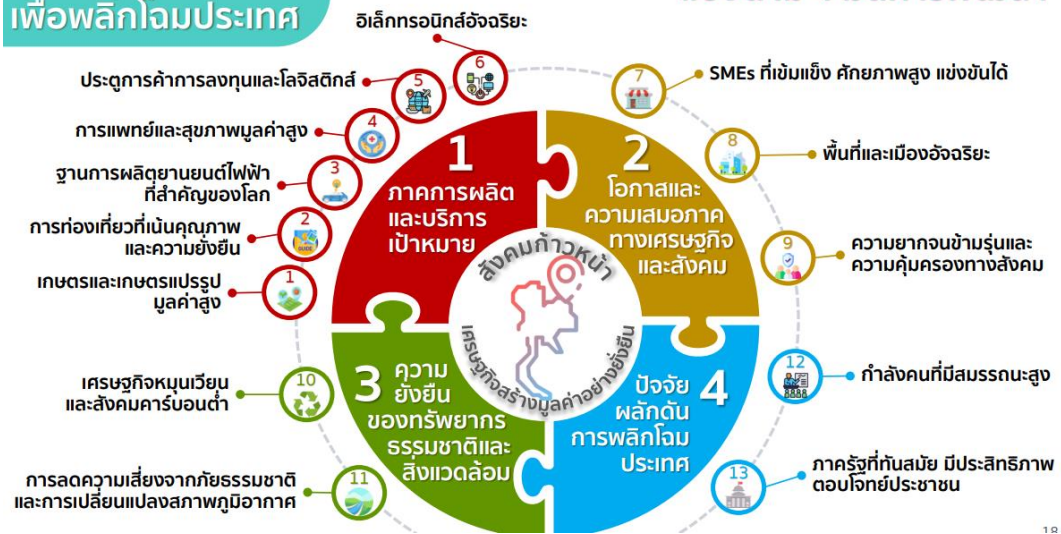 เพื่อพลิกโฉมประเทศ
อิเล็กทรอนิกส์อัจฉริยะ
6
ประตูการค้าการลงทุนและโลจิสติกส์
5
การแพทย์และสุขภาพมูลค่าสูง
4
ฐานการผลิตยานยนต์ไฟฟ้า
ที่สำคัญของโลก
3
การท่องเที่ยวที่เน้นคุณภาพ
และความยั่งยืน
2
เกษตรและเกษตรแปรรูป
มูลค่าสูง
1
1
ภาคการผลิต
และบริการ
เป้าหมาย
2
โอกาสและ
ความเสมอภาค
ทางเศรษฐกิจ
และสังคม
7
SMEs ที่เข้มแข็ง ศักยภาพสูง แข่งขันได้
8
พื้นที่และเมืองอัจฉริยะ
9
ความยากจนข้ามรุ่นและ
ความคุ้มครองทางสังคม
สังคมก้าวหน้า
เศรษฐกิจสร้างมูลค่าอย่างยั่งยืน
3
ความ
ยั่งยืน
ของทรัพยากร
ธรรมชาติและ
สิ่งแวดล้อม
10
เศรษฐกิจหมุนเวียน
และสังคมคาร์บอนต่ำ
11
การลดความเสี่ยงจากภัยธรรมชาติ
และการเปลี่ยนแปลงสภาพภูมิอากาศ
4
ปัจจัย
ผลักดัน
การพลิกโฉม
ประเทศ
12
กำลังคนที่มีสมรรถนะสูง
13
ภาครัฐที่ทันสมัย มีประสิทธิภาพ
ตอบโจทย์ประชาชน
18